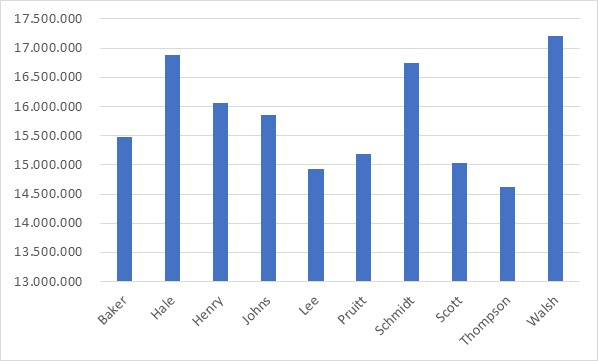 17.500.000
17.000.000
16.500.000
16.000.000
15.500.000
15.000.000
14.500.000
14.000.000
13.500.000
13.000.000
Baker
Hale
Henry
Johns
Lee
Pruitt
Schmidt
Scott
Thompson
Walsh